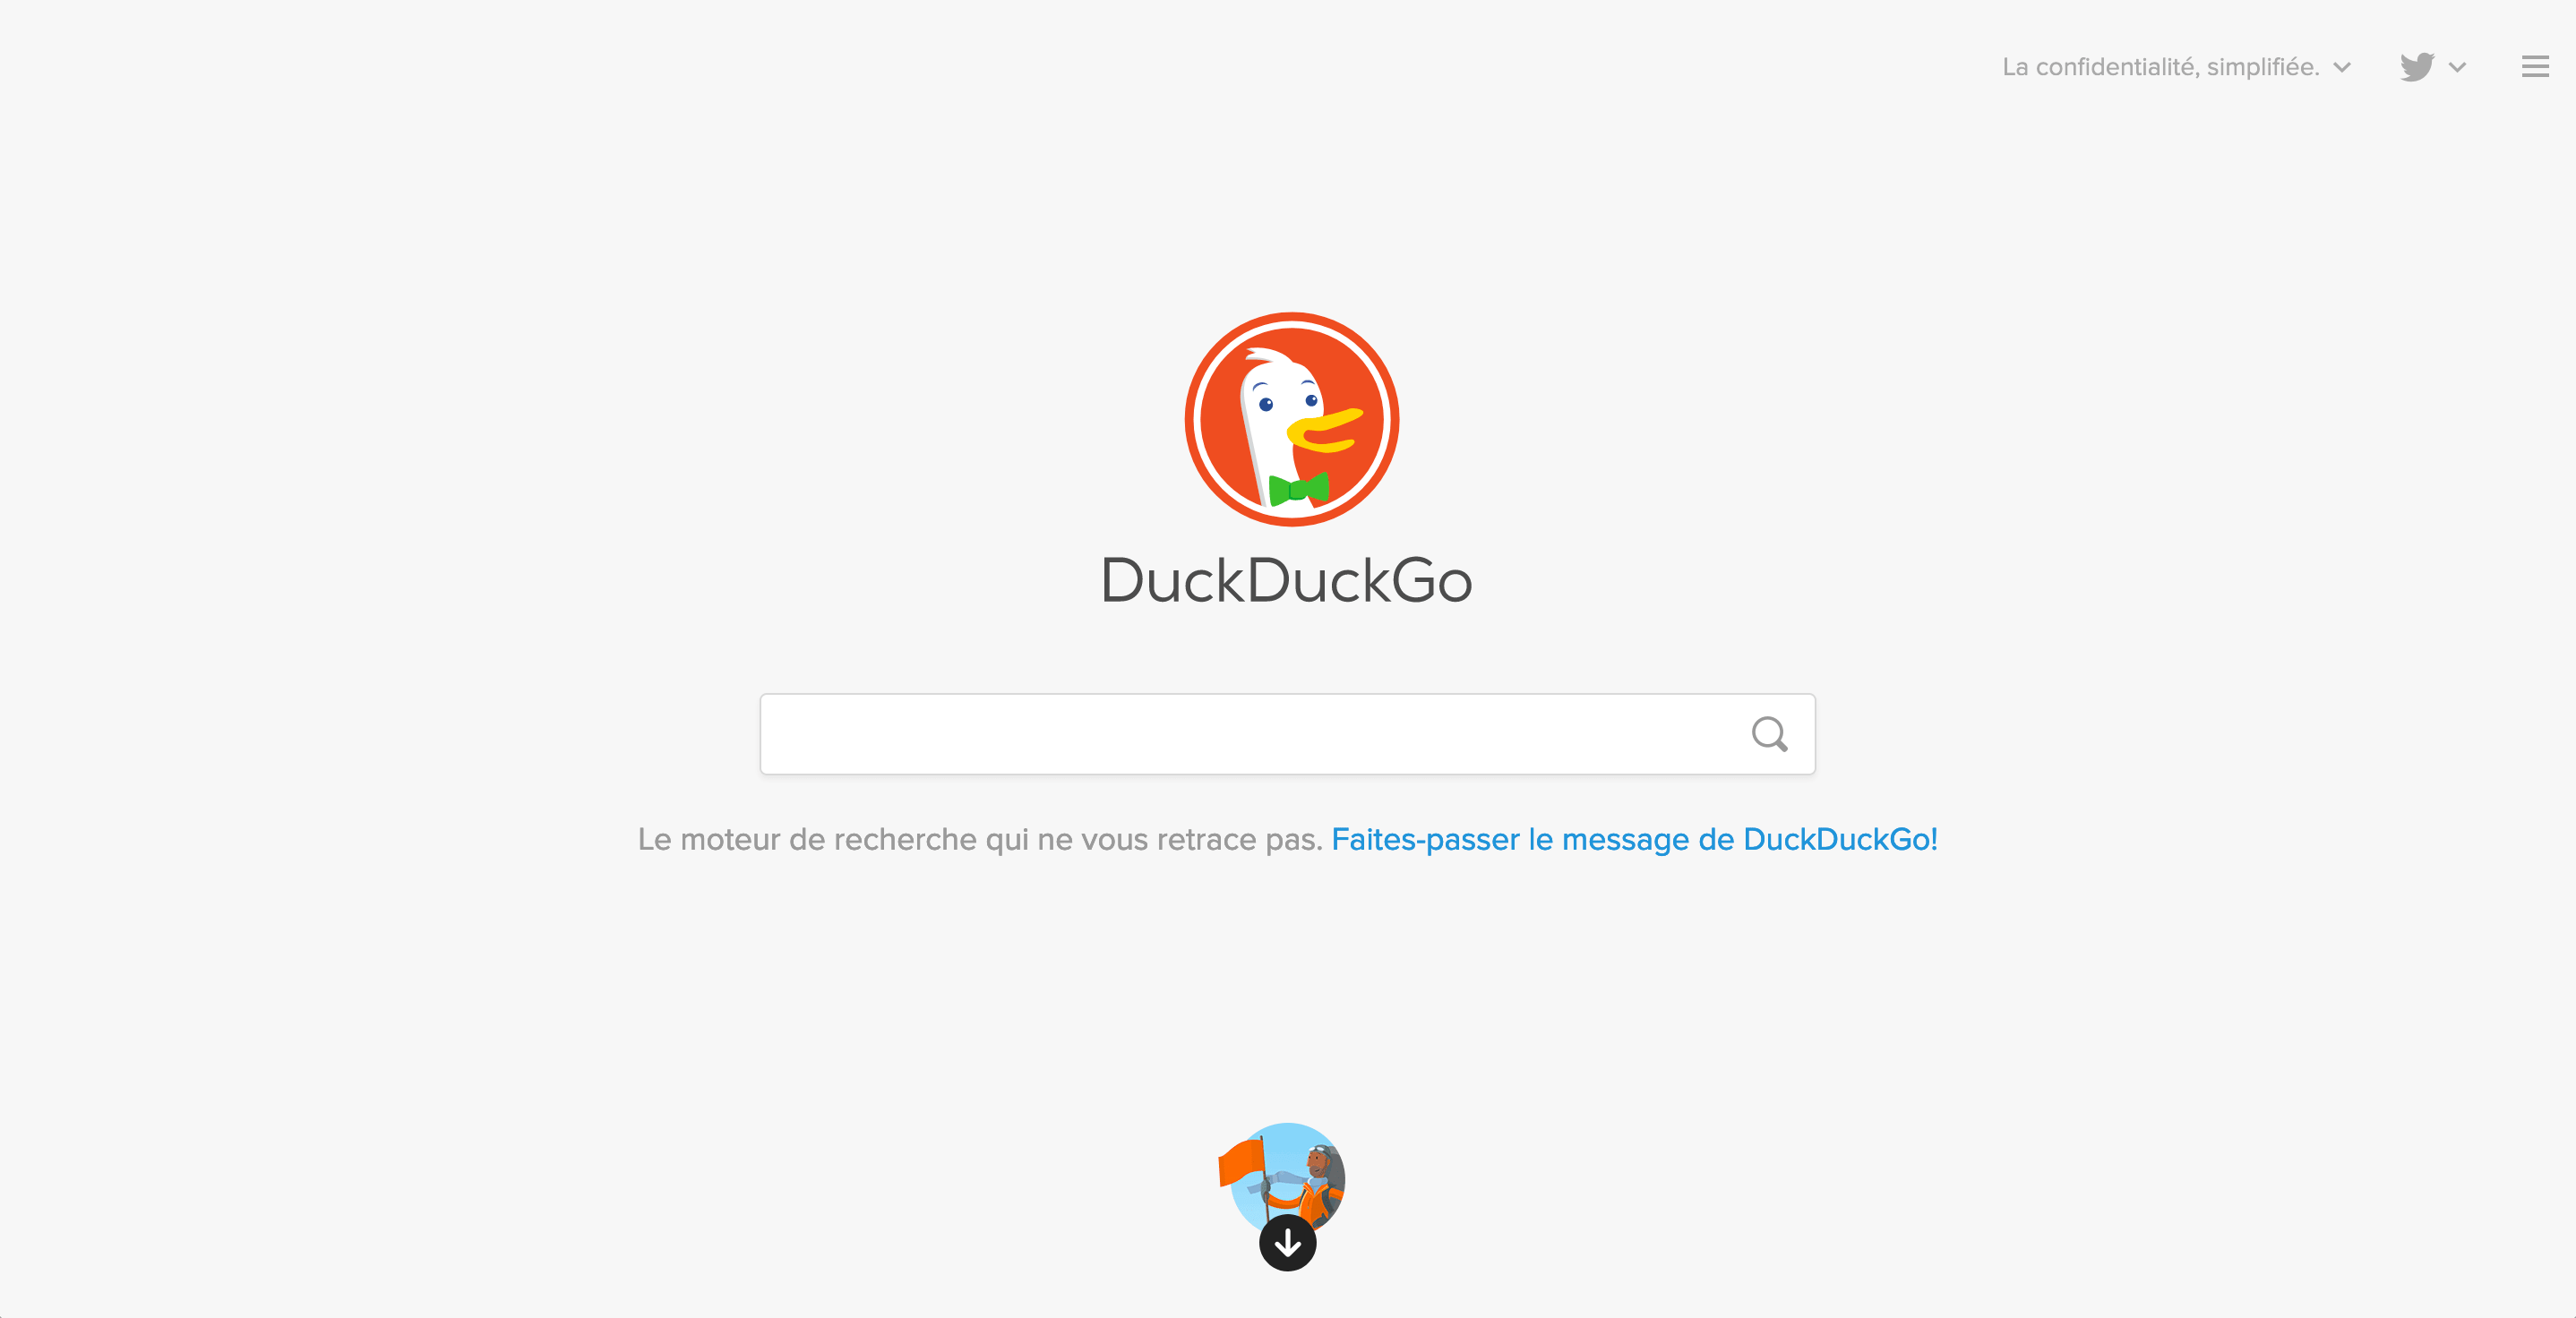 La confidentialité, simplifiée.
DuckDuckGo
Le moteur de recherche qui ne vous retrace pas. Faites-passer le message de DuckDuckGo!